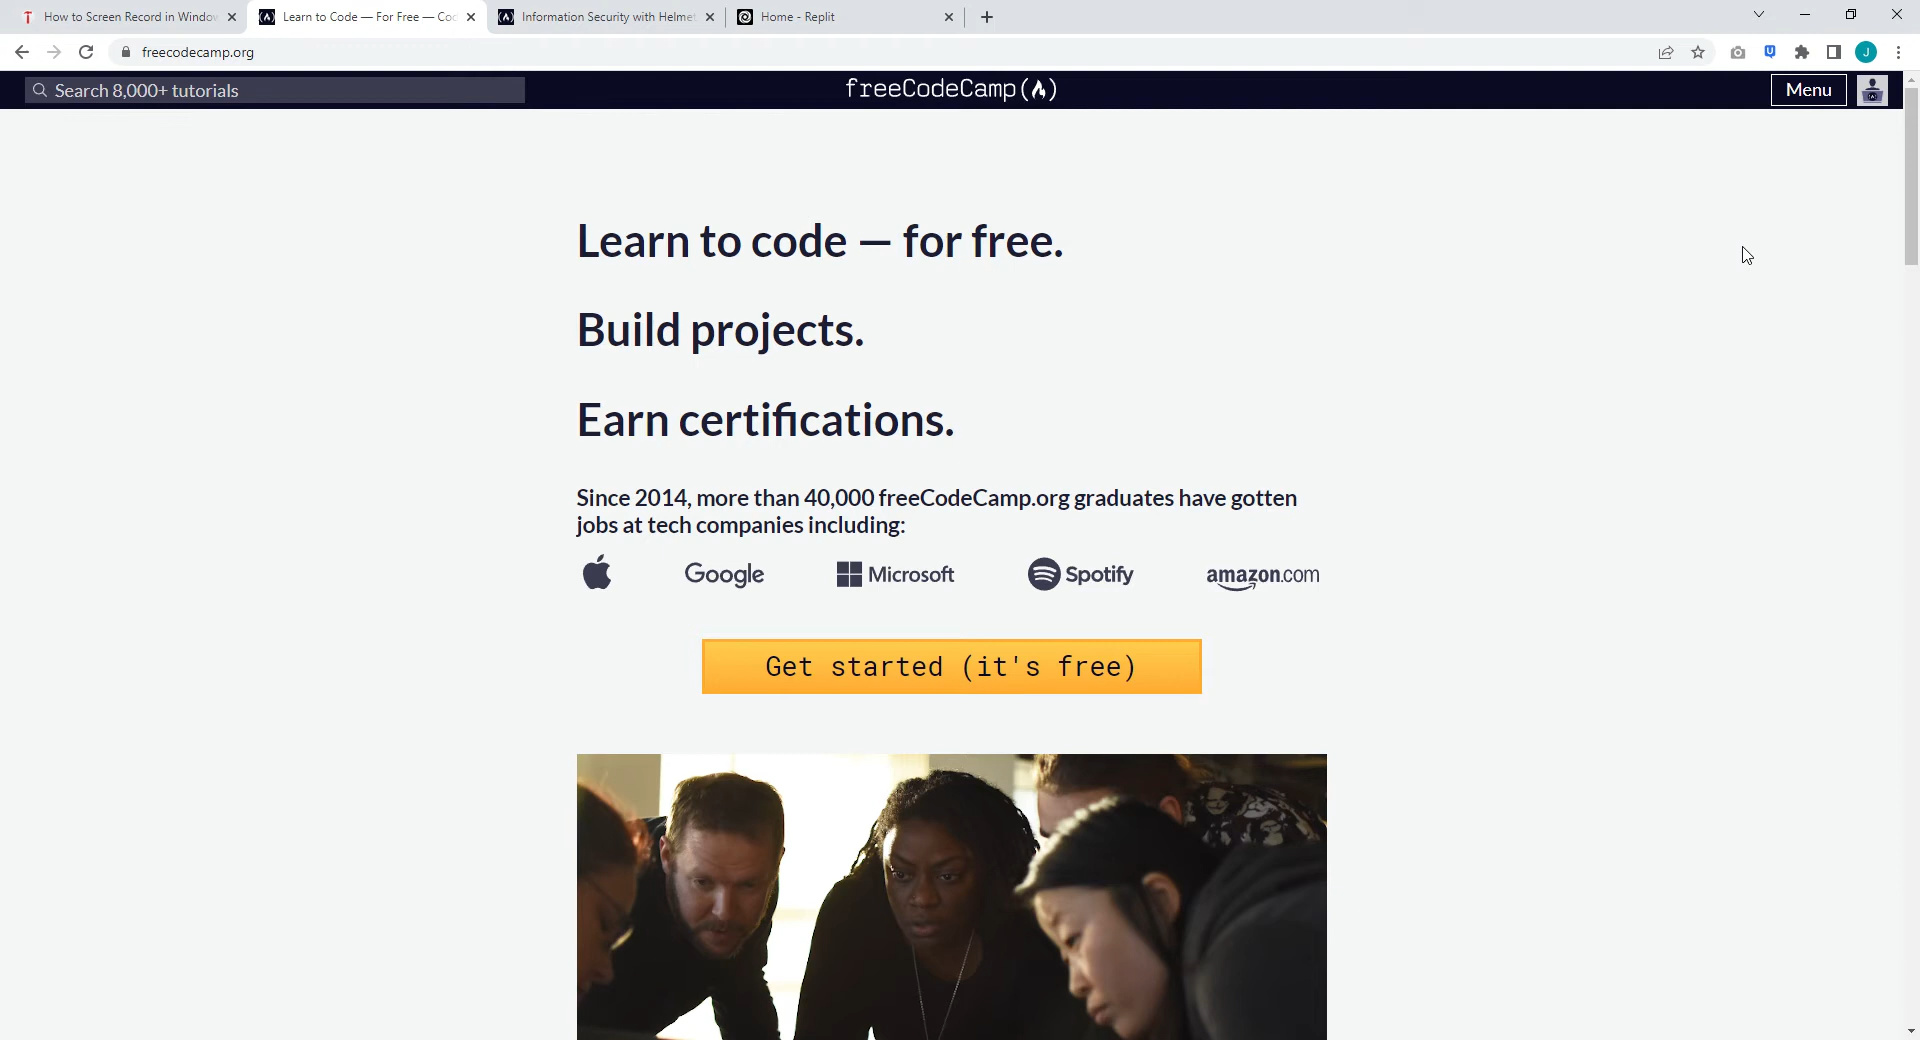 How to Screen Record in Window
Learn to Code — For Free — Coc
Information Security with Helmet
Home - Replit
freecodecamp.org
J
Search 8,000+ tutorials
freeCodeCamp(🔥)
Menu
Learn to code — for free.
Build projects.
Earn certifications.
Since 2014, more than 40,000 freeCodeCamp.org graduates have gotten
jobs at tech companies including:
Google
Microsoft
Spotify
amazon.com
Get started (it's free)